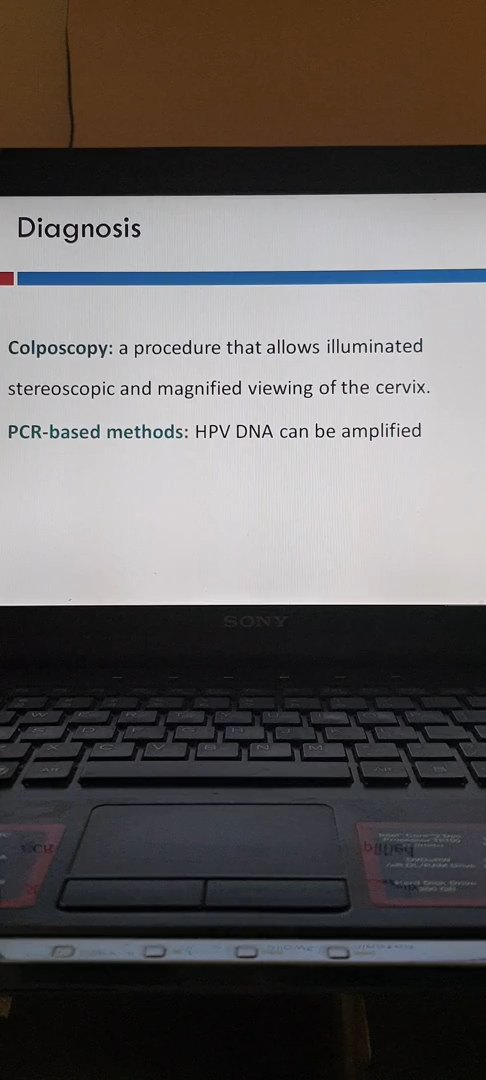 Diagnosis
Colposcopy: a procedure that allows illuminated
stereoscopic and magnified viewing of the cervix.
PCR-based methods: HPV DNA can be amplified
SONY